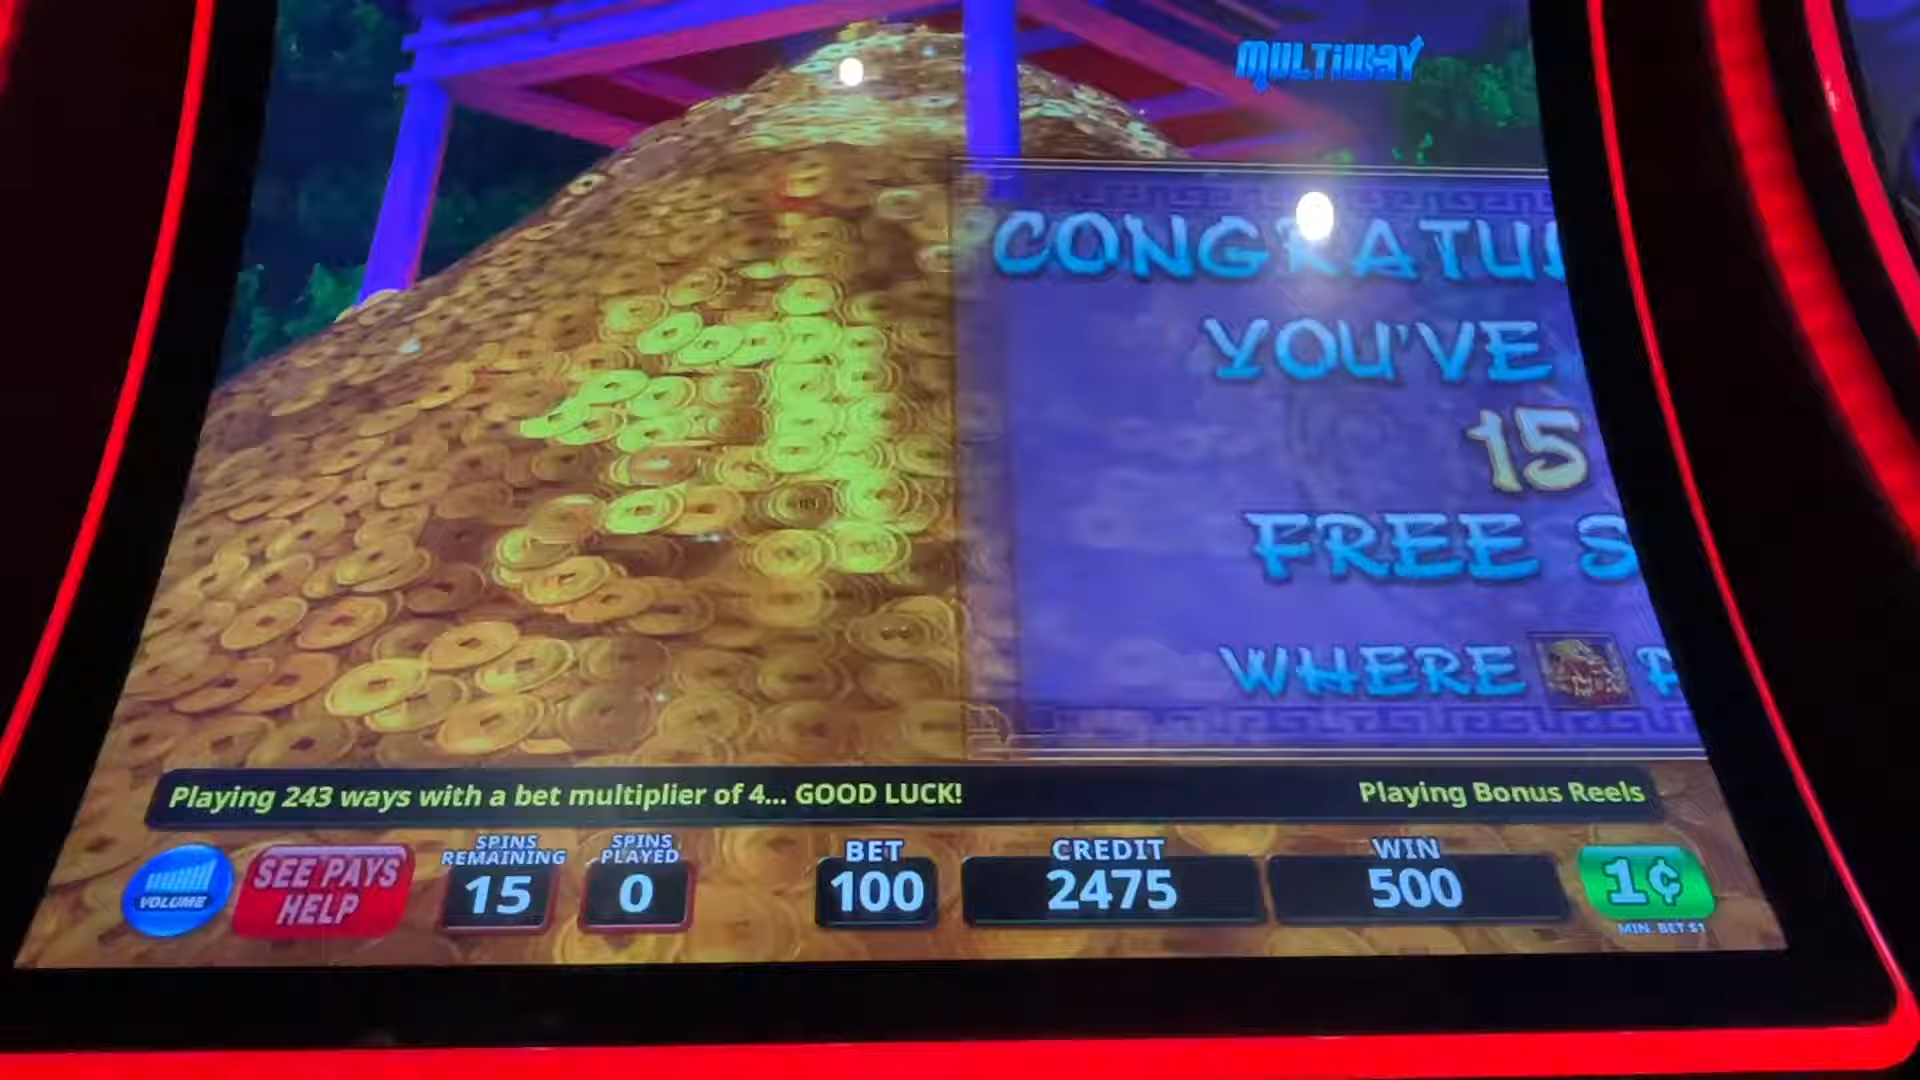 MULTIWAY
CONGRATU
YOU'VE
15
FREE S
WHERE
Playing 243 ways with a bet multiplier of 4... GOOD LUCK!
Playing Bonus Reels
VOLUME
SEE PAYS
HELP
SPINS
REMAINING
15
SPINS
PLAYED
0
BET
100
CREDIT
2475
WIN
500
1¢
MIN. BET $1